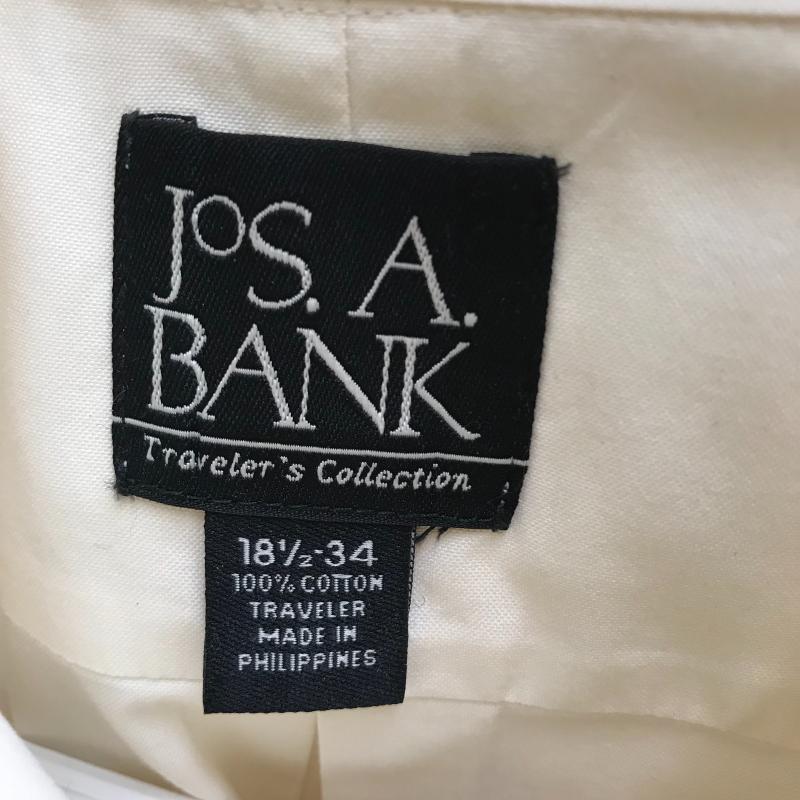 JoS. A.
BANK
Traveler's Collection
18½-34
100% COTTON
TRAVELER
MADE IN
PHILIPPINES